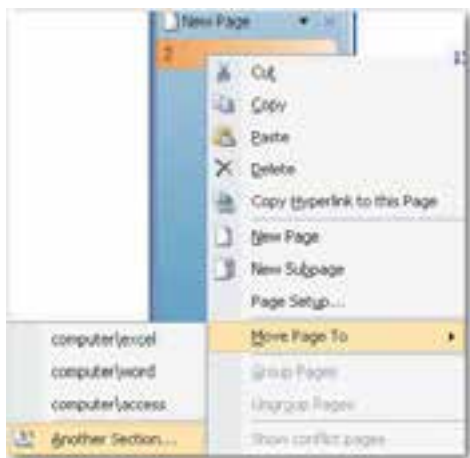 New Page
2
Cut
Copy
Paste
Delete
Copy Hyperlink to this Page
New Page
New Subpage
Page Setup...
Move Page To
Group Pages
Ungroup Pages
Show conflict pages
computer\excel
computer\word
computer\access
Another Section...